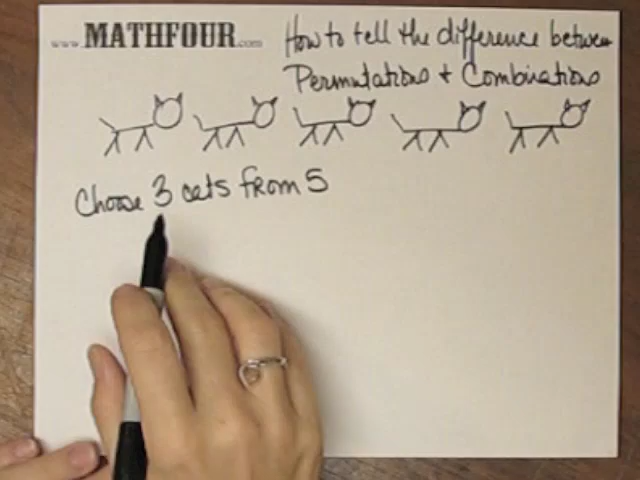 www.MATHFOUR.com
How to tell the difference between
Permutations + Combinations
Choose 3 cats from 5